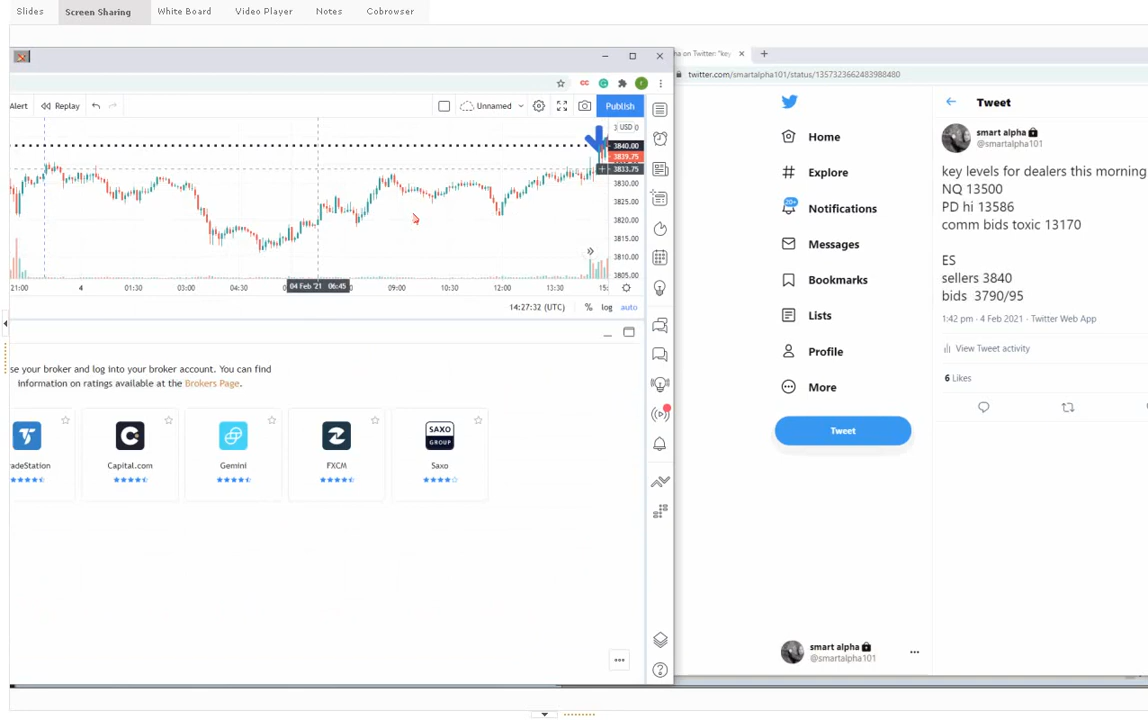 Slides Screen Sharing White Board Video Player Notes Cobrowser
on Twitter: "key
twitter.com/smartalpha101/status/1357323662483988480
Alert Replay Unnamed Publish
USD
3840.00
3839.75
3833.75
3830.00
3825.00
3820.00
3815.00
3810.00
3805.00
21:00 4 01:30 03:00 04:30 04 Feb '21 06:45 09:00 10:30 12:00 13:30 15:
14:27:32 (UTC) % log auto
se your broker and log into your broker account. You can find
information on ratings available at the Brokers Page.
adeStation Capital.com Gemini FXCM Saxo
SAXO
GROUP
Home
Explore
20+
Notifications
Messages
Bookmarks
Lists
Profile
More
Tweet
smart alpha
@smartalpha101
Tweet
smart alpha
@smartalpha101
key levels for dealers this morning
NQ 13500
PD hi 13586
comm bids toxic 13170
ES
sellers 3840
bids 3790/95
1:42 pm · 4 Feb 2021 · Twitter Web App
View Tweet activity
6 Likes